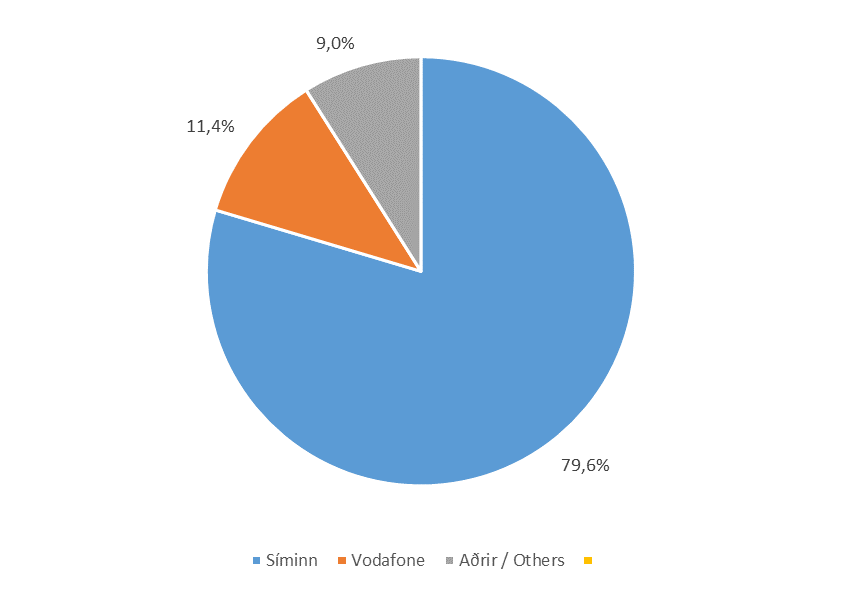 9,0%
11,4%
79,6%
Síminn Vodafone Aðrir / Others